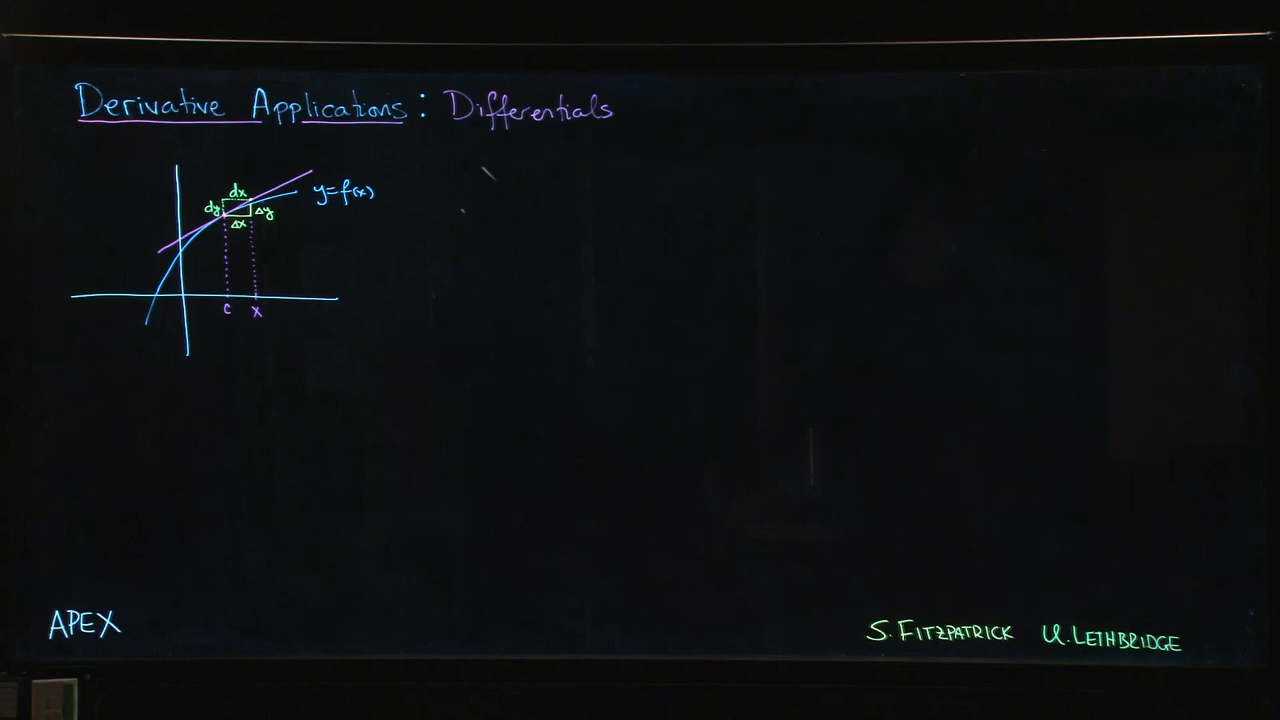 Derivative Applications: Differentials
y=f(x)
dx
dy
Δy
Δx
c
x
APEX
S. FITZPATRICK U. LETHBRIDGE